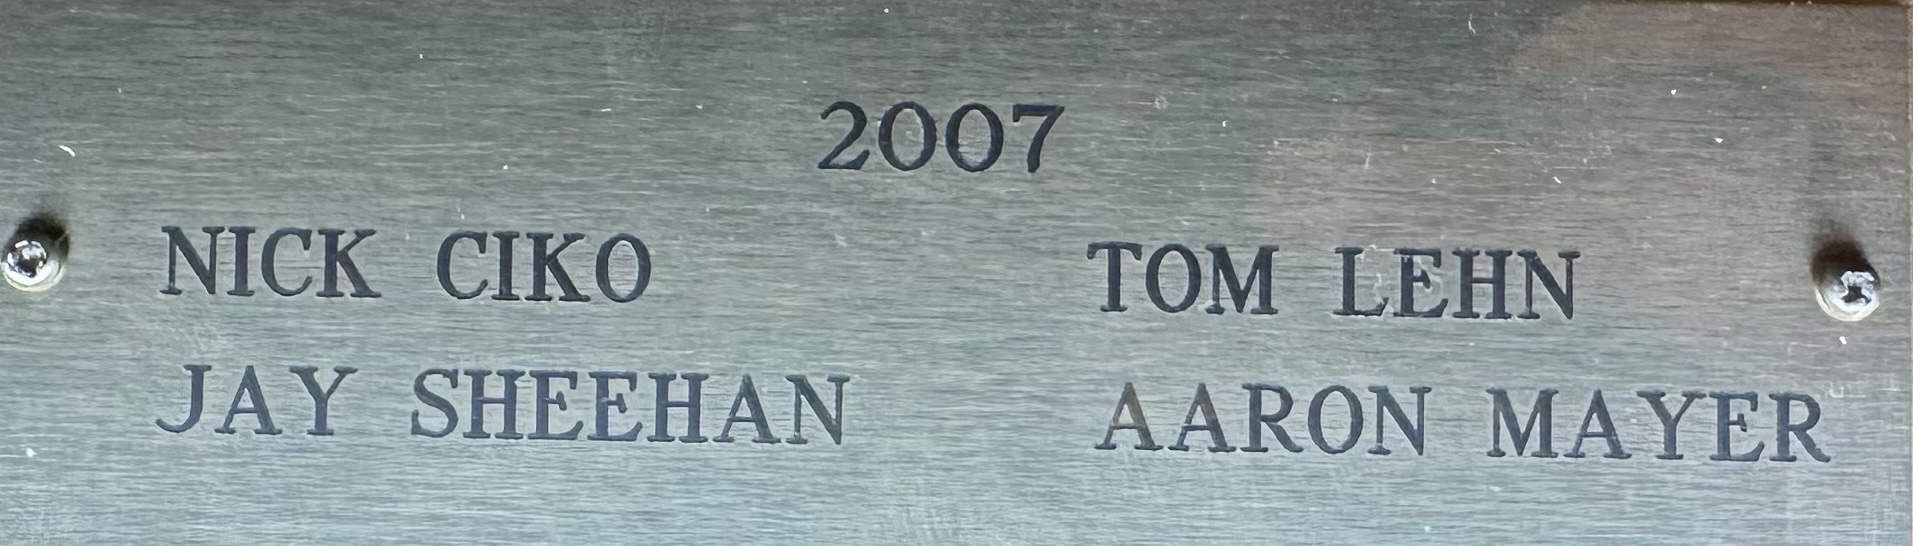 2007
NICK CIKO TOM LEHN
JAY SHEEHAN AARON MAYER